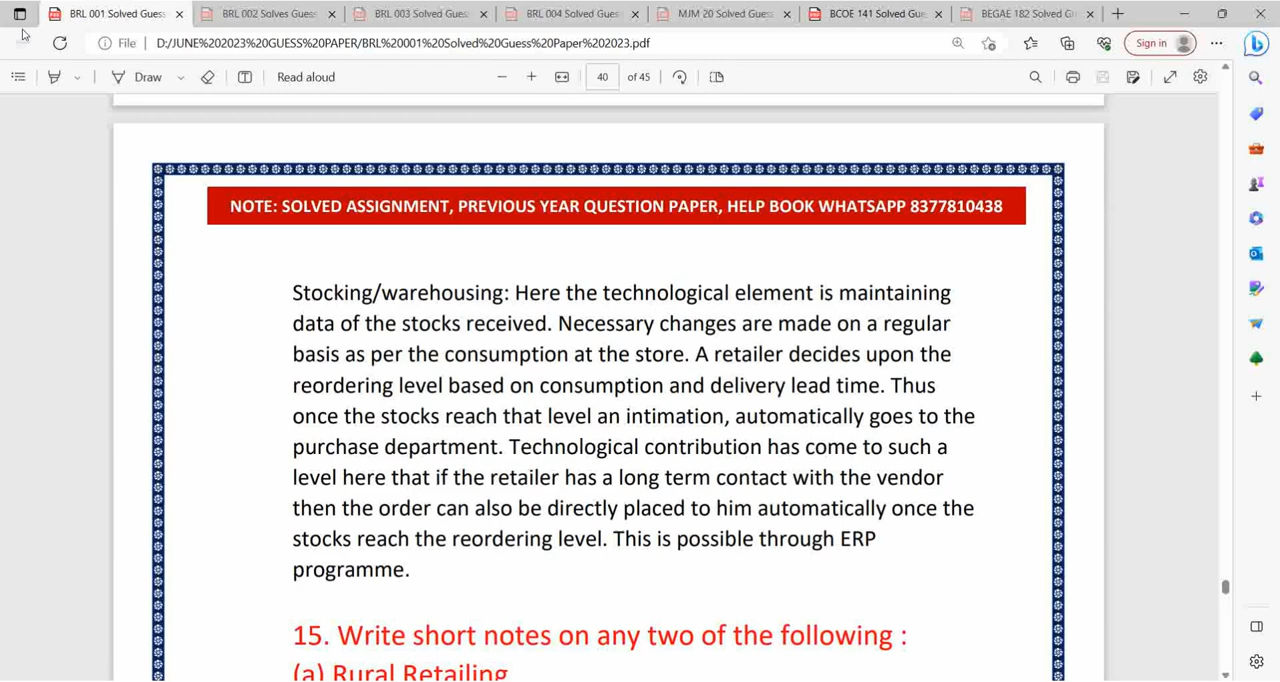 BRL 001 Solved Guess
BRL 002 Solves Guess
BRL 003 Solved Guess
BRL 004 Solved Guess
MJM 20 Solved Guess
BCOE 141 Solved Gu
BEGAE 182 Solved G
File
D:/JUNE%202023%20GUESS%20PAPER/BRL%20001%20Solved%20Guess%20Paper%202023.pdf
Sign in
Draw
Read aloud
40 of 45
NOTE: SOLVED ASSIGNMENT, PREVIOUS YEAR QUESTION PAPER, HELP BOOK WHATSAPP 8377810438
Stocking/warehousing: Here the technological element is maintaining
data of the stocks received. Necessary changes are made on a regular
basis as per the consumption at the store. A retailer decides upon the
reordering level based on consumption and delivery lead time. Thus
once the stocks reach that level an intimation, automatically goes to the
purchase department. Technological contribution has come to such a
level here that if the retailer has a long term contact with the vendor
then the order can also be directly placed to him automatically once the
stocks reach the reordering level. This is possible through ERP
programme.
15. Write short notes on any two of the following :
(a) Rural Retailing